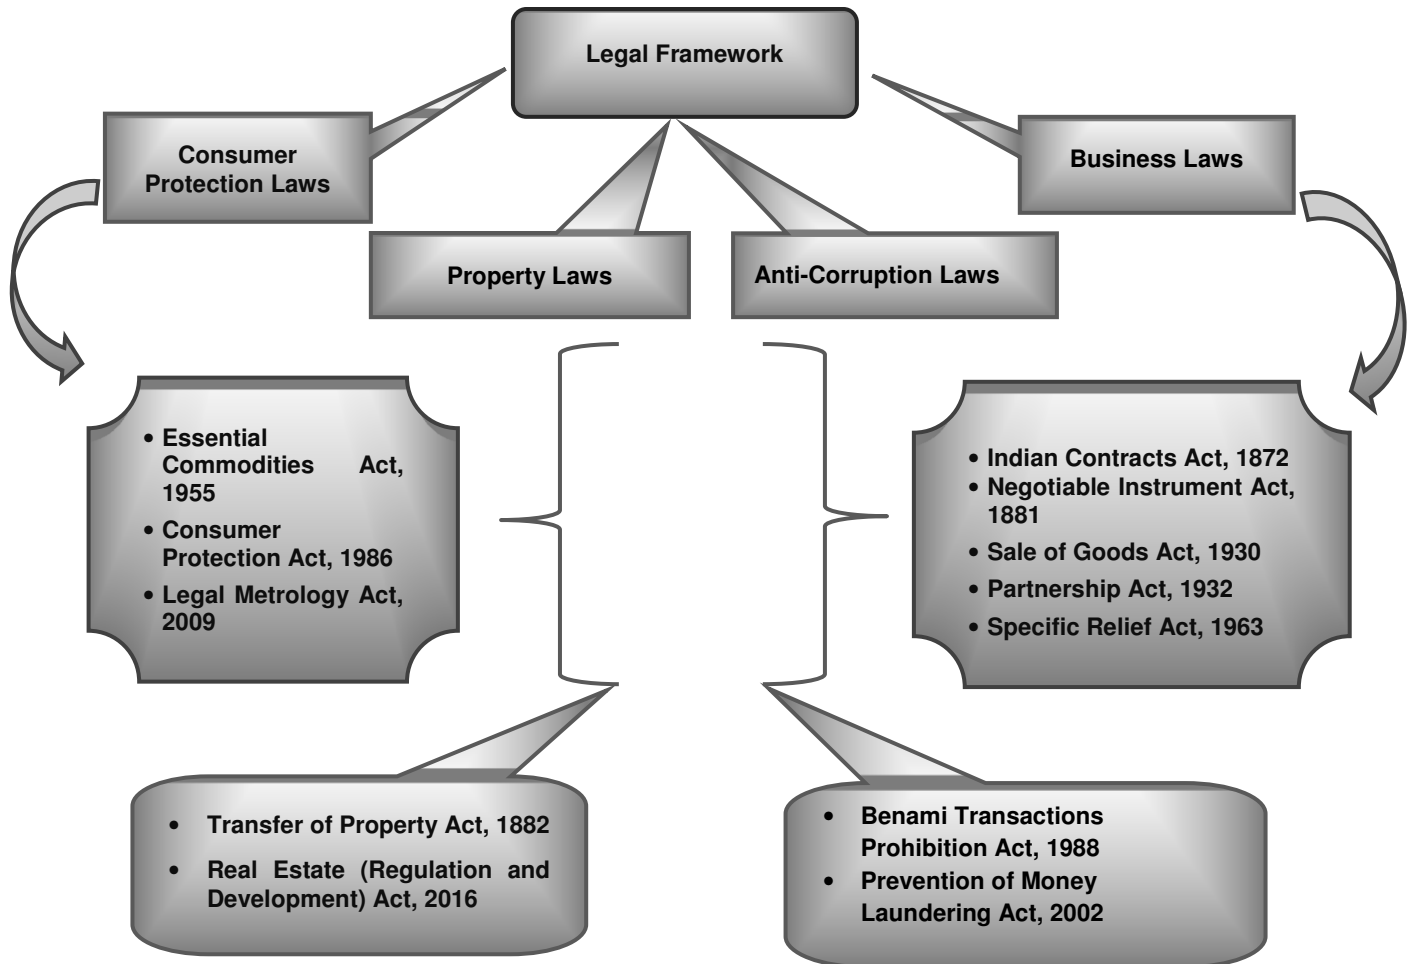 Legal Framework
Consumer
Protection Laws
Business Laws
Property Laws
Anti-Corruption Laws
• Essential
Commodities Act,
1955
• Consumer
Protection Act, 1986
• Legal Metrology Act,
2009
• Indian Contracts Act, 1872
• Negotiable Instrument Act,
1881
• Sale of Goods Act, 1930
• Partnership Act, 1932
• Specific Relief Act, 1963
• Transfer of Property Act, 1882
• Real Estate (Regulation and
Development) Act, 2016
• Benami Transactions
Prohibition Act, 1988
• Prevention of Money
Laundering Act, 2002